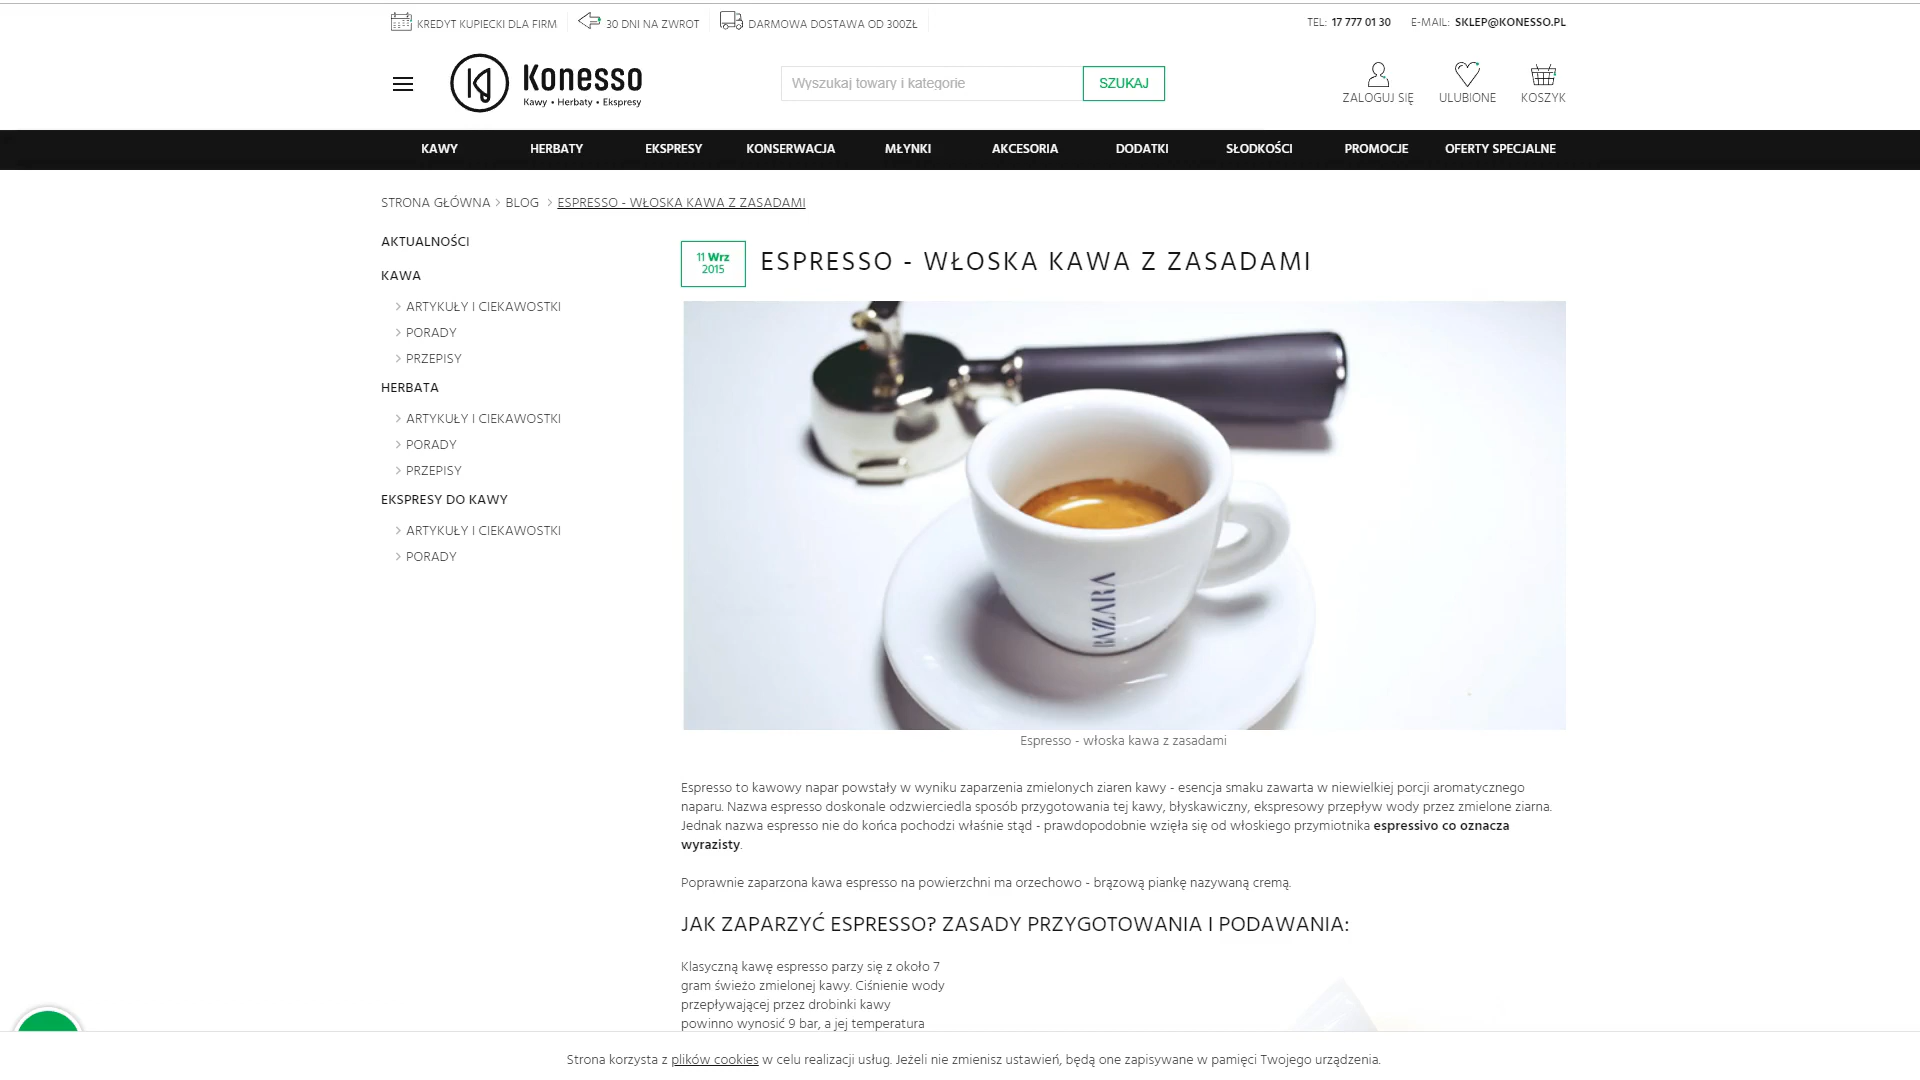 KREDYT KUPIECKI DLA FIRM
30 DNI NA ZWROT
DARMOWA DOSTAWA OD 300ZŁ
TEL: 17 777 01 30
E-MAIL: SKLEP@KONESSO.PL
Konesso
Kawy • Herbaty • Ekspresy
Wyszukaj towary i kategorie
SZUKAJ
ZALOGUJ SIĘ
ULUBIONE
KOSZYK
KAWY
HERBATY
EKSPRESY
KONSERWACJA
MŁYNKI
AKCESORIA
DODATKI
SŁODKOŚCI
PROMOCJE
OFERTY SPECJALNE
STRONA GŁÓWNA > BLOG > ESPRESSO - WŁOSKA KAWA Z ZASADAMI
AKTUALNOŚCI
KAWA
ARTYKUŁY I CIEKAWOSTKI
PORADY
PRZEPISY
HERBATA
ARTYKUŁY I CIEKAWOSTKI
PORADY
PRZEPISY
EKSPRESY DO KAWY
ARTYKUŁY I CIEKAWOSTKI
PORADY
11 Wrz
2015
ESPRESSO - WŁOSKA KAWA Z ZASADAMI
BAZZARA
Espresso - włoska kawa z zasadami
Espresso to kawowy napar powstały w wyniku zaparzenia zmielonych ziaren kawy - esencja smaku zawarta w niewielkiej porcji aromatycznego
naparu. Nazwa espresso doskonale odzwierciedla sposób przygotowania tej kawy, błyskawiczny, ekspresowy przepływ wody przez zmielone ziarna.
Jednak nazwa espresso nie do końca pochodzi właśnie stąd - prawdopodobnie wzięła się od włoskiego przymiotnika espressivo co oznacza
wyrazisty.
Poprawnie zaparzona kawa espresso na powierzchni ma orzechowo - brązową piankę nazywaną cremą.
JAK ZAPARZYĆ ESPRESSO? ZASADY PRZYGOTOWANIA I PODAWANIA:
Klasyczną kawę espresso parzy się z około 7
gram świeżo zmielonej kawy. Ciśnienie wody
przepływającej przez drobinki kawy
powinno wynosić 9 bar, a jej temperatura
Strona korzysta z plików cookies w celu realizacji usług. Jeżeli nie zmienisz ustawień, będą one zapisywane w pamięci Twojego urządzenia.